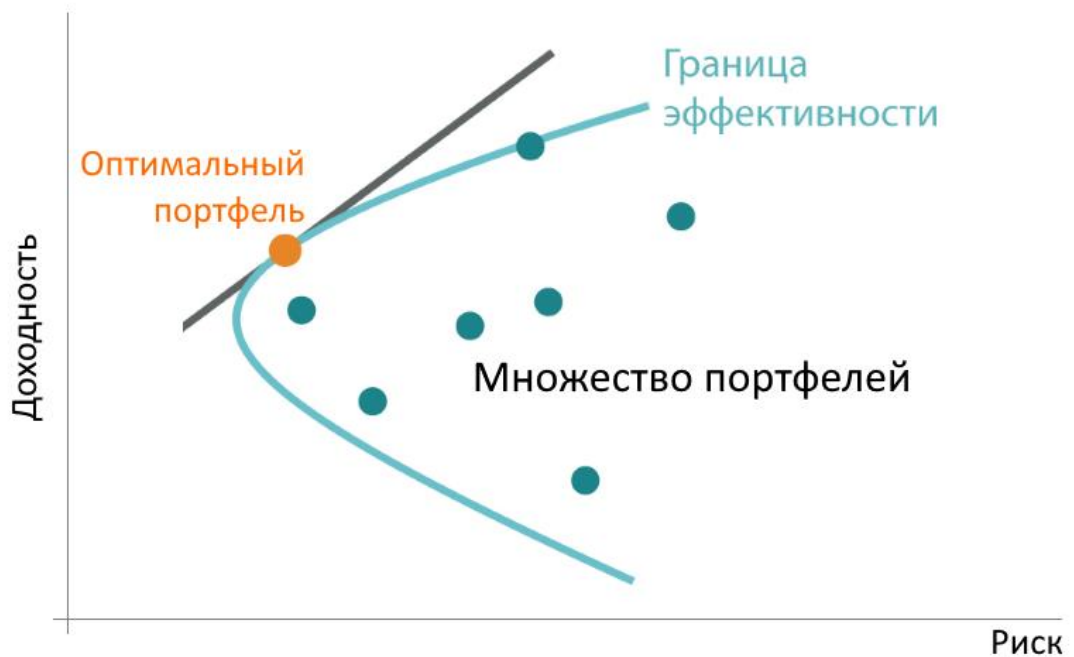 Граница
эффективности
Оптимальный
портфель
Доходность
Множество портфелей
Риск